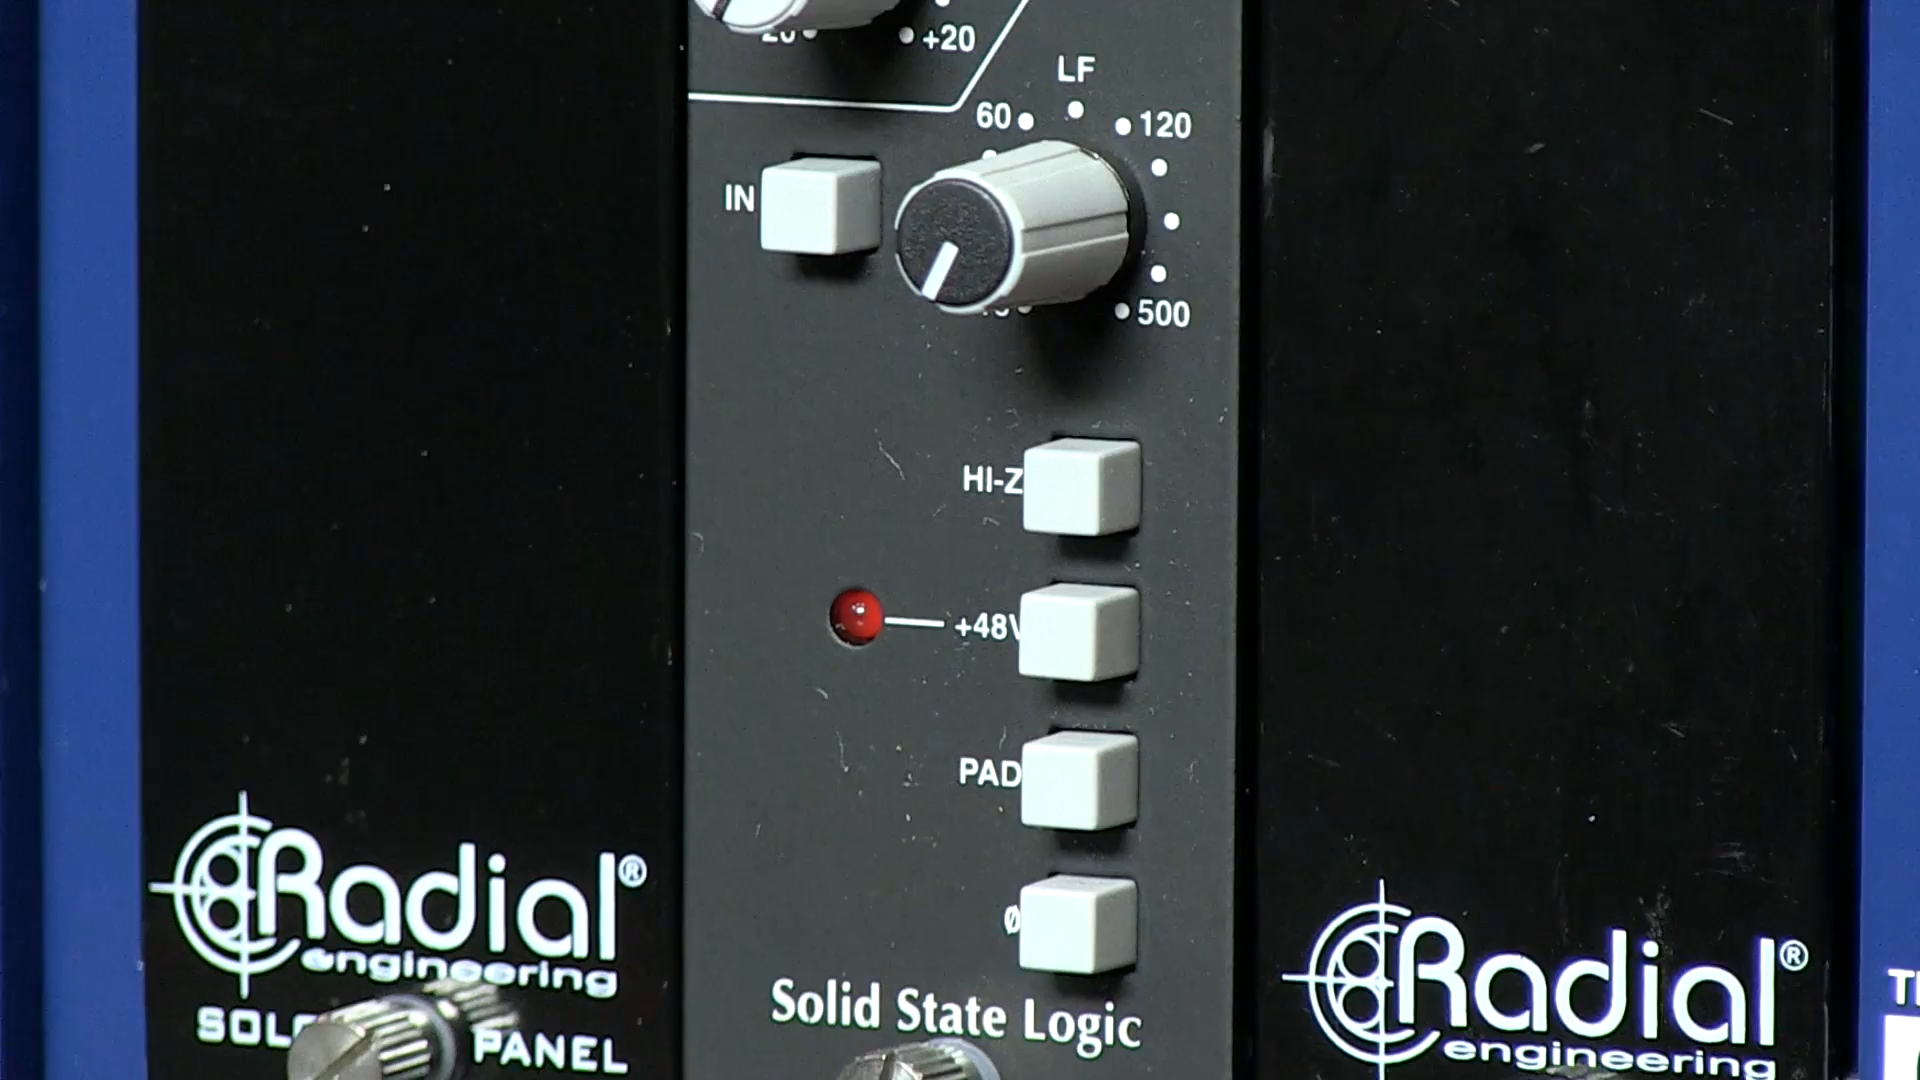 +20
LF
60
120
IN
500
HI-Z
+48V
PAD
Ø
Radial®
engineering
PANEL
Solid State Logic
Radial®
engineering